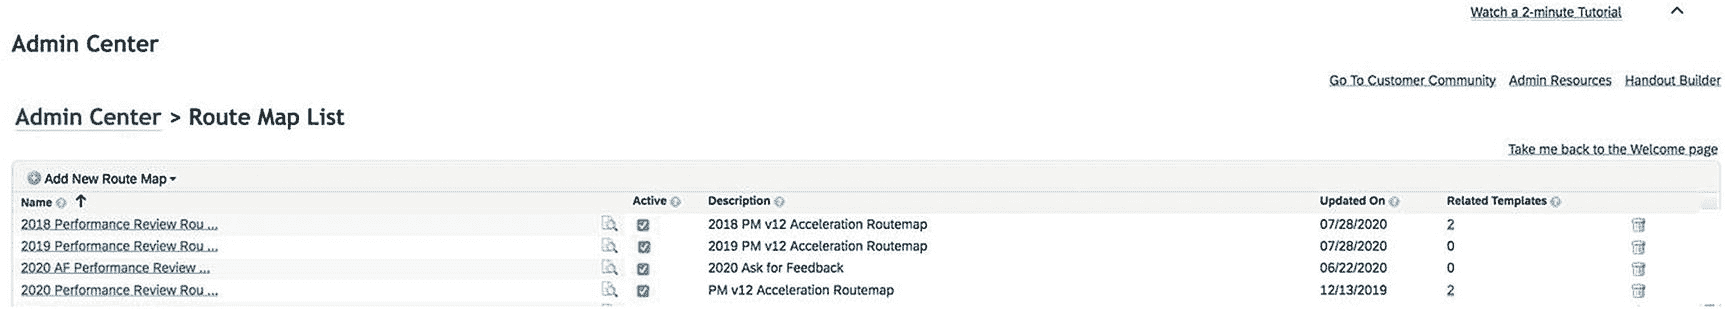 Watch a 2-minute Tutorial
Admin Center
Go To Customer Community Admin Resources Handout Builder
Admin Center > Route Map List
Take me back to the Welcome page
Add New Route Map
Name Active Description Updated On Related Templates
2018 Performance Review Rou ... 2018 PM v12 Acceleration Routemap 07/28/2020 2
2019 Performance Review Rou ... 2019 PM v12 Acceleration Routemap 07/28/2020 0
2020 AF Performance Review ... 2020 Ask for Feedback 06/22/2020 0
2020 Performance Review Rou ... PM v12 Acceleration Routemap 12/13/2019 2